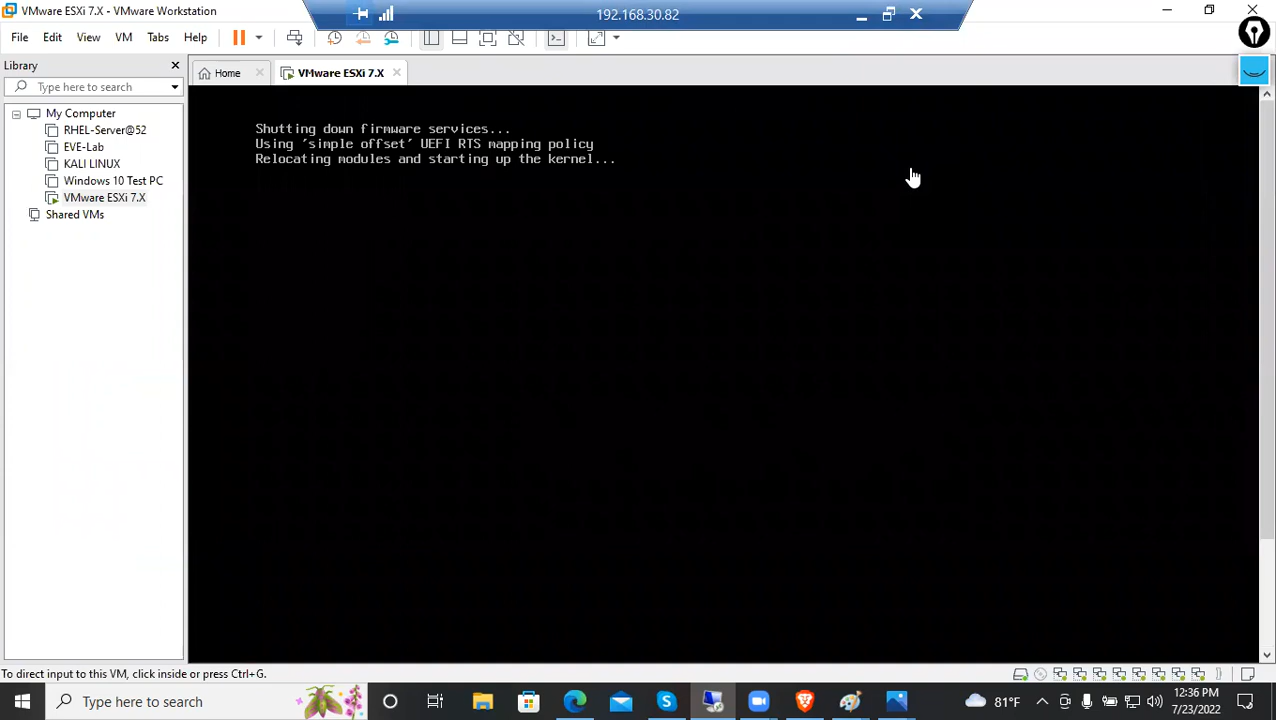 VMware ESXi 7.X - VMware Workstation
192.168.30.82
File Edit View VM Tabs Help
Library
Type here to search
Home
VMware ESXi 7.X
My Computer
RHEL-Server@52
EVE-Lab
KALI LINUX
Windows 10 Test PC
VMware ESXi 7.X
Shared VMs
Shutting down firmware services...
Using 'simple offset' UEFI RTS mapping policy
Relocating modules and starting up the kernel...
To direct input to this VM, click inside or press Ctrl+G.
Type here to search
81°F
12:36 PM
7/23/2022